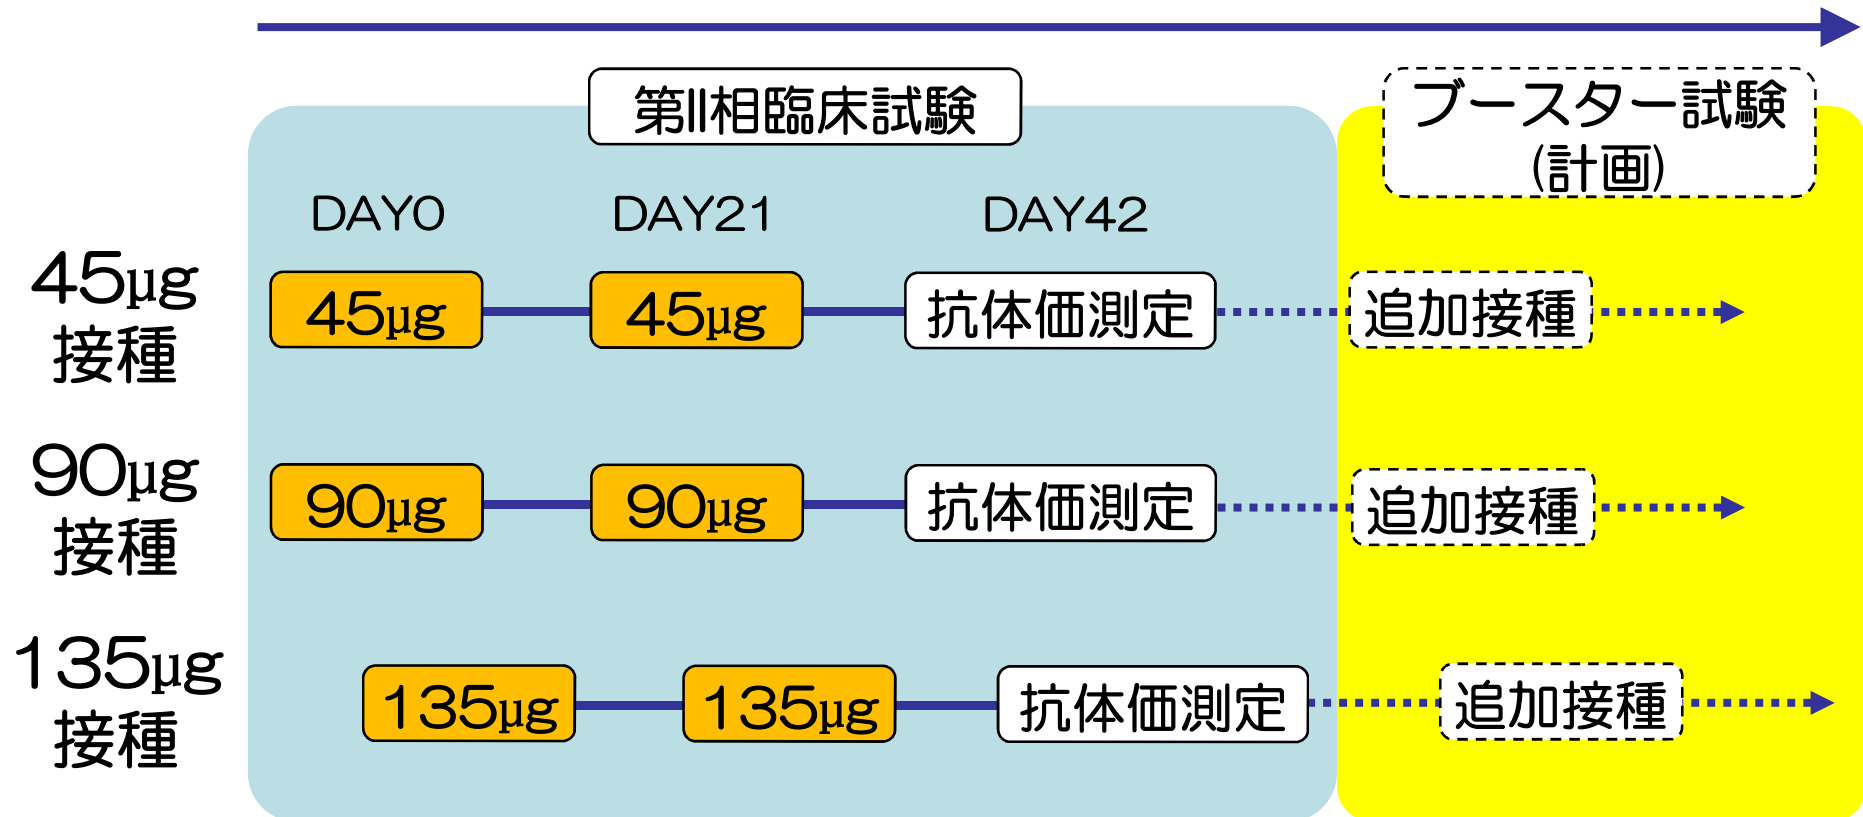 第II相臨床試験
ブースター試験
(計画)
DAY0
DAY21
DAY42
45μg
接種
45μg
45μg
抗体価測定
追加接種
90μg
接種
90μg
90μg
抗体価測定
追加接種
135μg
接種
135μg
135μg
抗体価測定
追加接種